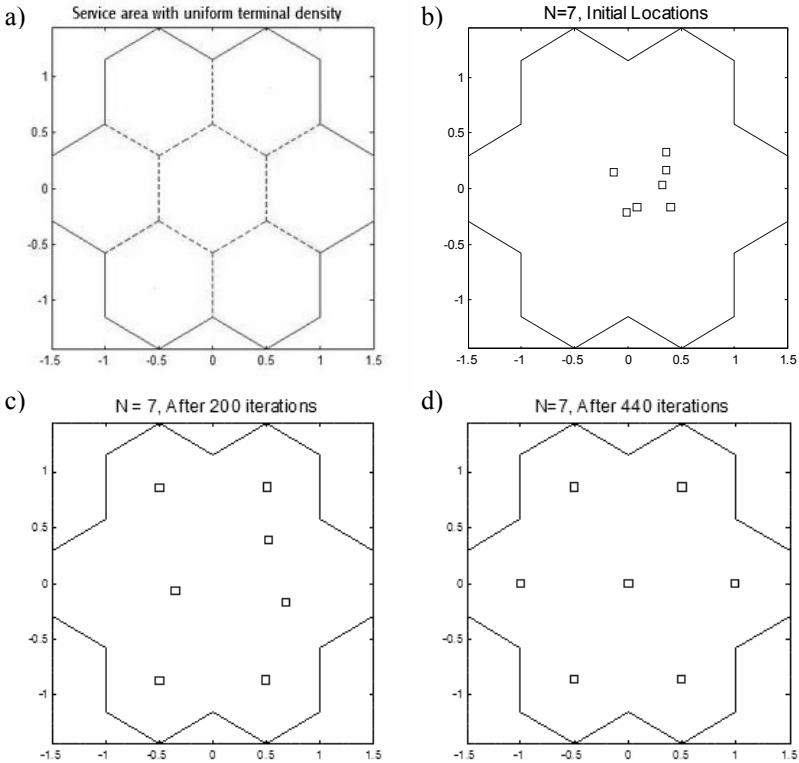 a)
Service area with uniform terminal density
1
0.5
0
-0.5
-1
-1.5 -1 -0.5 0 0.5 1 1.5
b)
N=7, Initial Locations
1
0.5
0
-0.5
-1
-1.5 -1 -0.5 0 0.5 1 1.5
c)
N = 7, After 200 iterations
1
0.5
0
-0.5
-1
-1.5 -1 -0.5 0 0.5 1 1.5
d)
N=7, After 440 iterations
1
0.5
0
-0.5
-1
-1.5 -1 -0.5 0 0.5 1 1.5